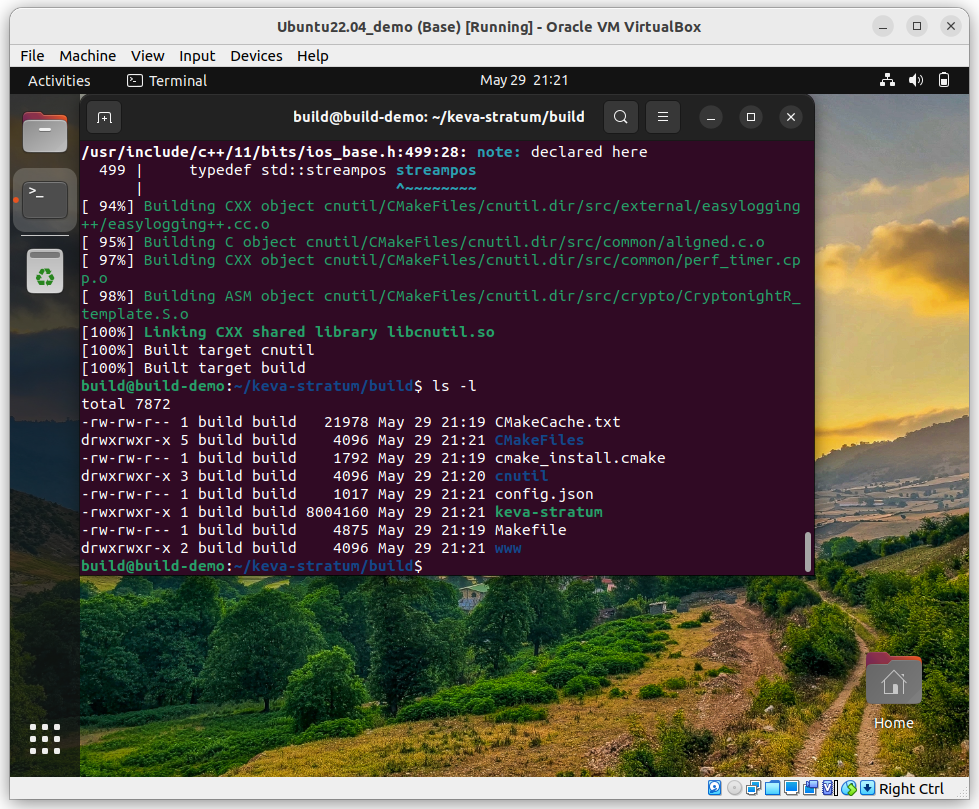 Ubuntu22.04_demo (Base) [Running] - Oracle VM VirtualBox
File Machine View Input Devices Help
Activities Terminal May 29 21:21
build@build-demo: ~/keva-stratum/build
/usr/include/c++/11/bits/ios_base.h:499:28: note: declared here
  499 |     typedef std::streampos streampos
      |                            ^~~~~~~~~
[ 94%] Building CXX object cnutil/CMakeFiles/cnutil.dir/src/external/easylogging
++/easylogging++.cc.o
[ 95%] Building C object cnutil/CMakeFiles/cnutil.dir/src/common/aligned.c.o
[ 97%] Building CXX object cnutil/CMakeFiles/cnutil.dir/src/common/perf_timer.cp
p.o
[ 98%] Building ASM object cnutil/CMakeFiles/cnutil.dir/src/crypto/CryptonightR_
template.S.o
[100%] Linking CXX shared library libcnutil.so
[100%] Built target cnutil
[100%] Built target build
build@build-demo:~/keva-stratum/build$ ls -l
total 7872
-rw-rw-r-- 1 build build   21978 May 29 21:19 CMakeCache.txt
drwxrwxr-x 5 build build    4096 May 29 21:21 CMakeFiles
-rw-rw-r-- 1 build build    1792 May 29 21:19 cmake_install.cmake
drwxrwxr-x 3 build build    4096 May 29 21:20 cnutil
-rw-rw-r-- 1 build build    1017 May 29 21:21 config.json
-rwxrwxr-x 1 build build 8004160 May 29 21:21 keva-stratum
-rw-rw-r-- 1 build build    4875 May 29 21:19 Makefile
drwxrwxr-x 2 build build    4096 May 29 21:21 www
build@build-demo:~/keva-stratum/build$
Home
Right Ctrl